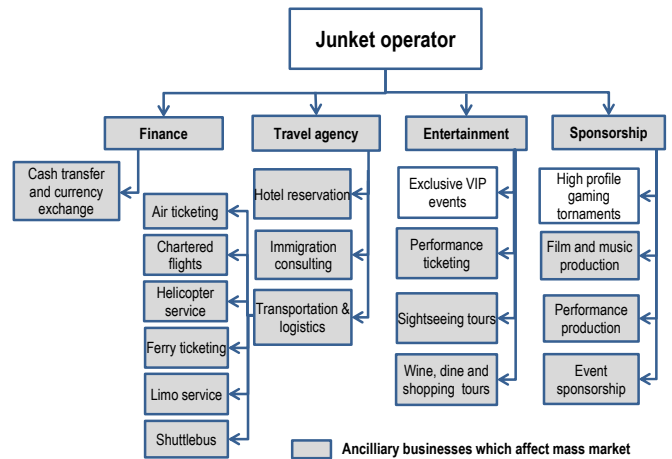 Junket operator
Finance
Travel agency
Entertainment
Sponsorship
Cash transfer
and currency
exchange
Air ticketing
Chartered
flights
Helicopter
service
Ferry ticketing
Limo service
Shuttlebus
Hotel reservation
Immigration
consulting
Transportation &
logistics
Exclusive VIP
events
Performance
ticketing
Sightseeing tours
Wine, dine and
shopping tours
High profile
gaming
tornaments
Film and music
production
Performance
production
Event
sponsorship
Ancilliary businesses which affect mass market